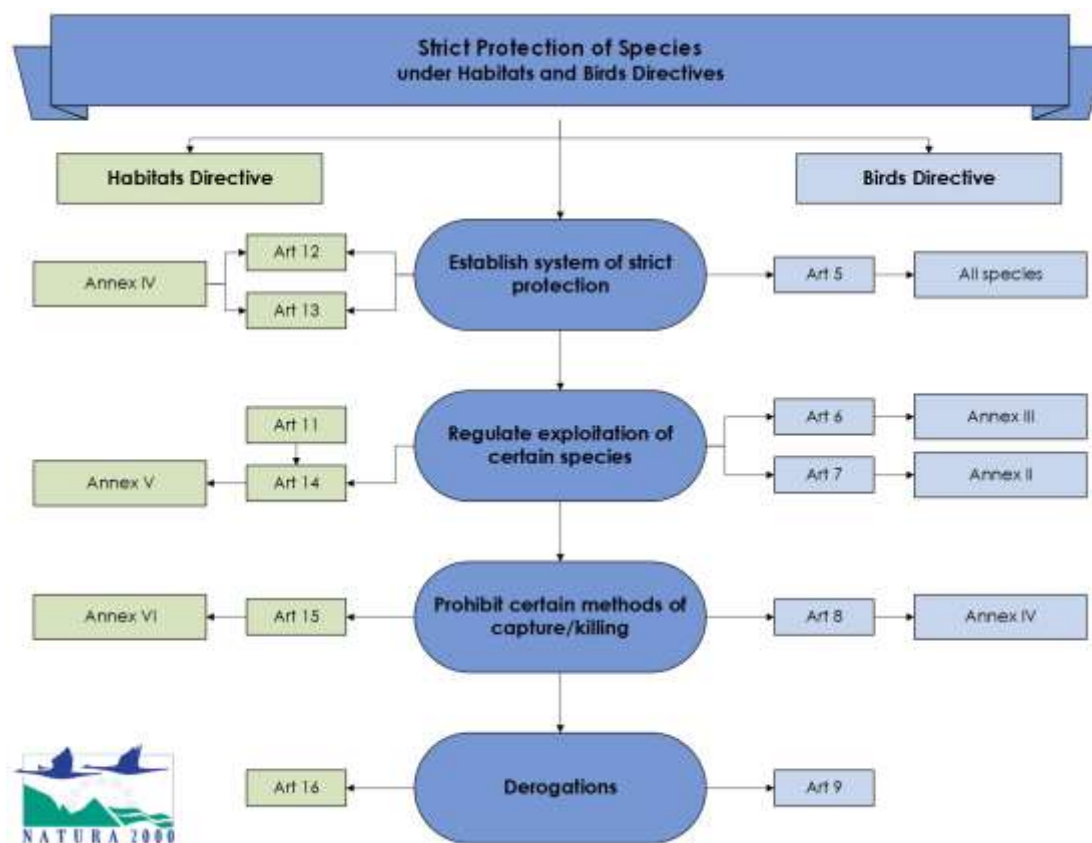 Strict Protection of Species
under Habitats and Birds Directives
Habitats Directive
Birds Directive
Annex IV
Art 12
Art 13
Establish system of strict
protection
Art 5
All species
Art 11
Annex V
Art 14
Regulate exploitation of
certain species
Art 6
Annex III
Art 7
Annex II
Annex VI
Art 15
Prohibit certain methods of
capture/killing
Art 8
Annex IV
Art 16
Derogations
Art 9
NATURA 2000